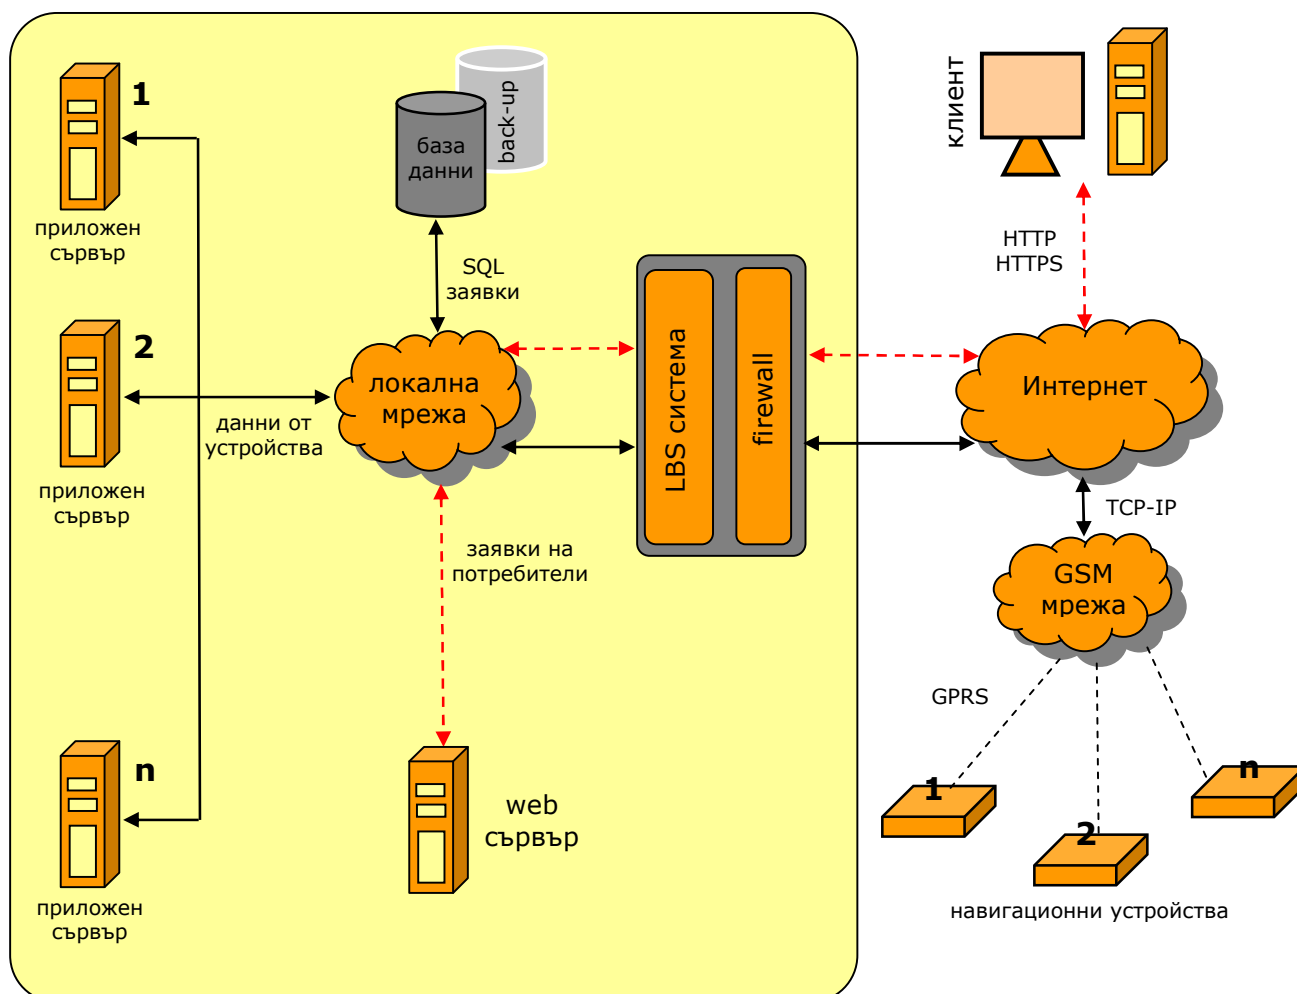 1
приложен
сървър
2
приложен
сървър
n
приложен
сървър
данни от
устройства
база
данни
back-up
SQL
заявки
локална
мрежа
заявки на
потребители
web
сървър
LBS система
firewall
клиент
HTTP
HTTPS
Интернет
TCP-IP
GSM
мрежа
GPRS
1
2
n
навигационни устройства